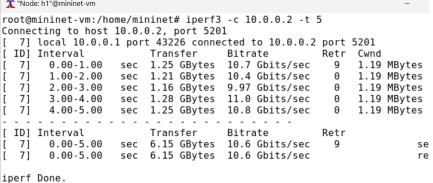 "Node: h1"@mininet-vm
root@mininet-vm:/home/mininet# iperf3 -c 10.0.0.2 -t 5
Connecting to host 10.0.0.2, port 5201
[  7] local 10.0.0.1 port 43226 connected to 10.0.0.2 port 5201
[ ID] Interval           Transfer     Bitrate         Retr  Cwnd
[  7]   0.00-1.00   sec  1.25 GBytes  10.7 Gbits/sec    9   1.19 MBytes
[  7]   1.00-2.00   sec  1.21 GBytes  10.4 Gbits/sec    0   1.19 MBytes
[  7]   2.00-3.00   sec  1.16 GBytes  9.97 Gbits/sec    0   1.19 MBytes
[  7]   3.00-4.00   sec  1.28 GBytes  11.0 Gbits/sec    0   1.19 MBytes
[  7]   4.00-5.00   sec  1.25 GBytes  10.8 Gbits/sec    0   1.19 MBytes
- - - - - - - - - - - - - - - - - - - - - - - - -
[ ID] Interval           Transfer     Bitrate         Retr
[  7]   0.00-5.00   sec  6.15 GBytes  10.6 Gbits/sec    9             se
[  7]   0.00-5.00   sec  6.15 GBytes  10.6 Gbits/sec                  re
iperf Done.